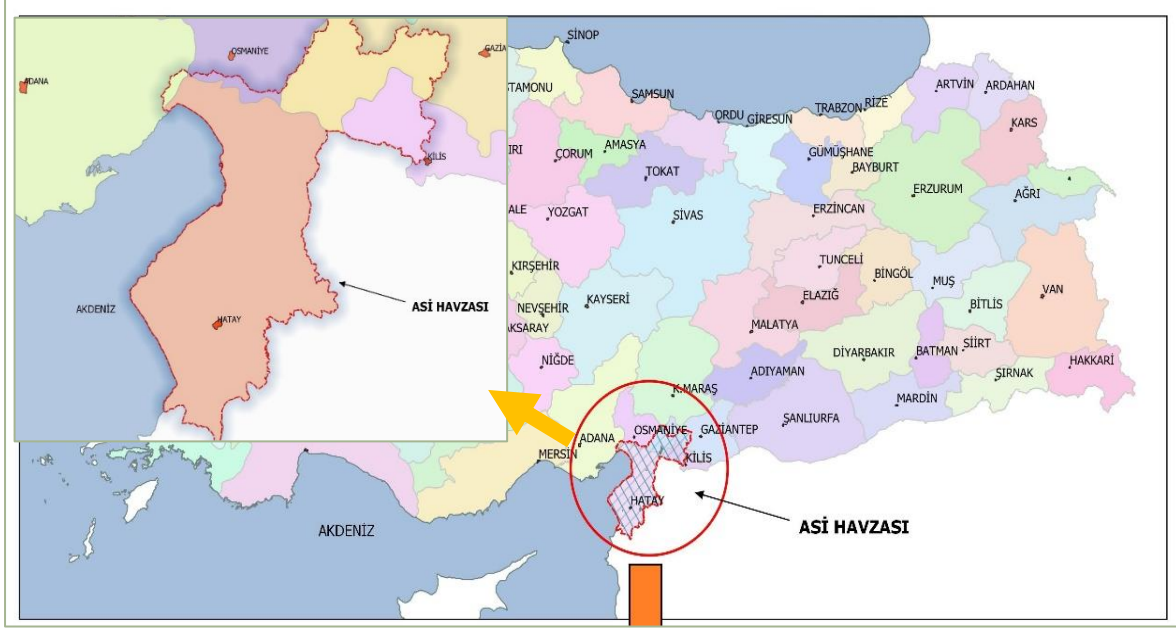 OSMANİYE
GAZİA
ADANA
KİLİS
AKDENİZ
ASİ HAVZASI
HATAY
SİNOP
STAMONU
SAMSUN
ORDU
GİRESUN
TRABZON
RİZE
ARTVİN
ARDAHAN
KARS
IRI
ÇORUM
AMASYA
TOKAT
GÜMÜŞHANE
BAYBURT
ERZURUM
AĞRI
ALE
YOZGAT
SİVAS
ERZİNCAN
KIRŞEHİR
TUNCELİ
BİNGÖL
MUŞ
VAN
NEVŞEHİR
KAYSERİ
ELAZIĞ
BİTLİS
AKSARAY
MALATYA
NİĞDE
DİYARBAKIR
BATMAN
SİİRT
HAKKARİ
ADIYAMAN
ŞIRNAK
K.MARAŞ
MARDİN
ŞANLIURFA
ADANA
OSMANİYE
GAZİANTEP
MERSİN
KİLİS
HATAY
ASİ HAVZASI
AKDENİZ